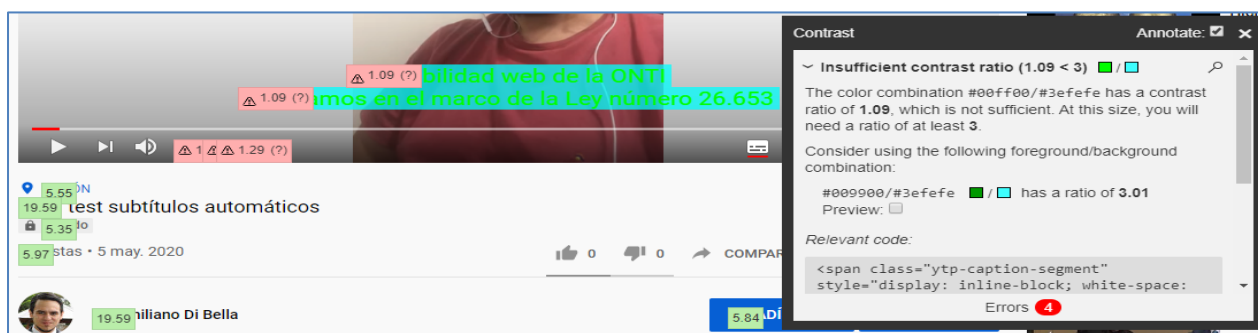 Contrast
Annotate:
Insufficient contrast ratio (1.09 < 3) /
The color combination #00ff00/#3efefe has a contrast
ratio of 1.09, which is not sufficient. At this size, you will
need a ratio of at least 3.
Consider using the following foreground/background
combination:
#009900/#3efefe / has a ratio of 3.01
Preview:
Relevant code:
<span class="ytp-caption-segment"
style="display: inline-block; white-space:
Errors 4
1.09 (?) bilidad web de la ONTI
1.09 (?) amos en el marco de la Ley número 26.653
1 1.29 (?)
5.55 ÓN
19.59 test subtítulos automáticos
5.35 do
5.97 stas • 5 may. 2020
0 0 COMPAR
19.59 niliano Di Bella
5.84